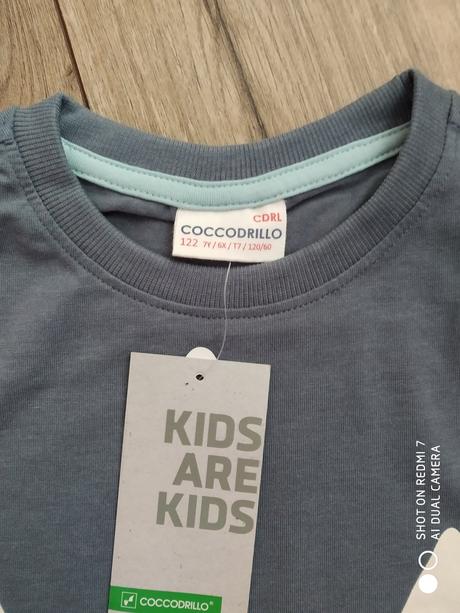 CDRL
COCCODRILLO
122 7Y / 6X / T7 / 120/60
KIDS
ARE
KIDS
COCCODRILLO®
SHOT ON REDMI 7
AI DUAL CAMERA